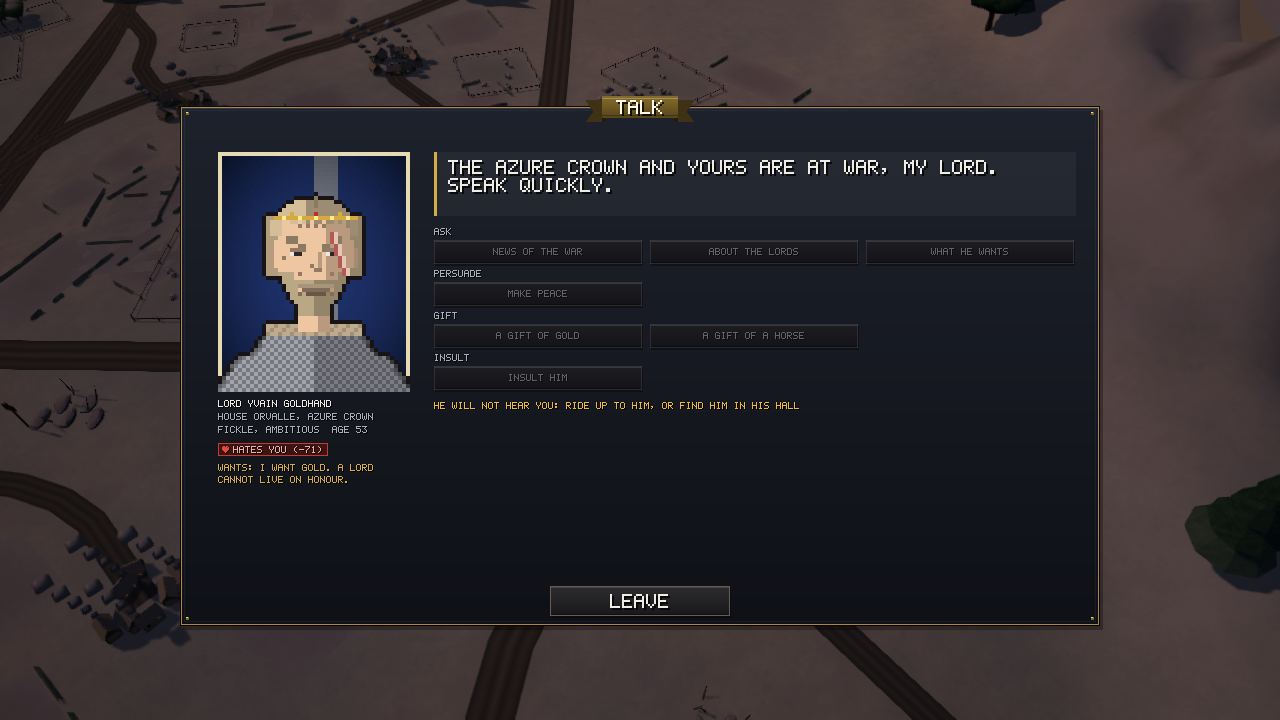 TALK
THE AZURE CROWN AND YOURS ARE AT WAR, MY LORD.
SPEAK QUICKLY.
ASK
NEWS OF THE WAR
ABOUT THE LORDS
WHAT HE WANTS
PERSUADE
MAKE PEACE
GIFT
A GIFT OF GOLD
A GIFT OF A HORSE
INSULT
INSULT HIM
HE WILL NOT HEAR YOU: RIDE UP TO HIM, OR FIND HIM IN HIS HALL
LORD YVAIN GOLDHAND
HOUSE ORVALLE, AZURE CROWN
FICKLE, AMBITIOUS AGE 53
HATES YOU (-71)
WANTS: I WANT GOLD. A LORD
CANNOT LIVE ON HONOUR.
LEAVE